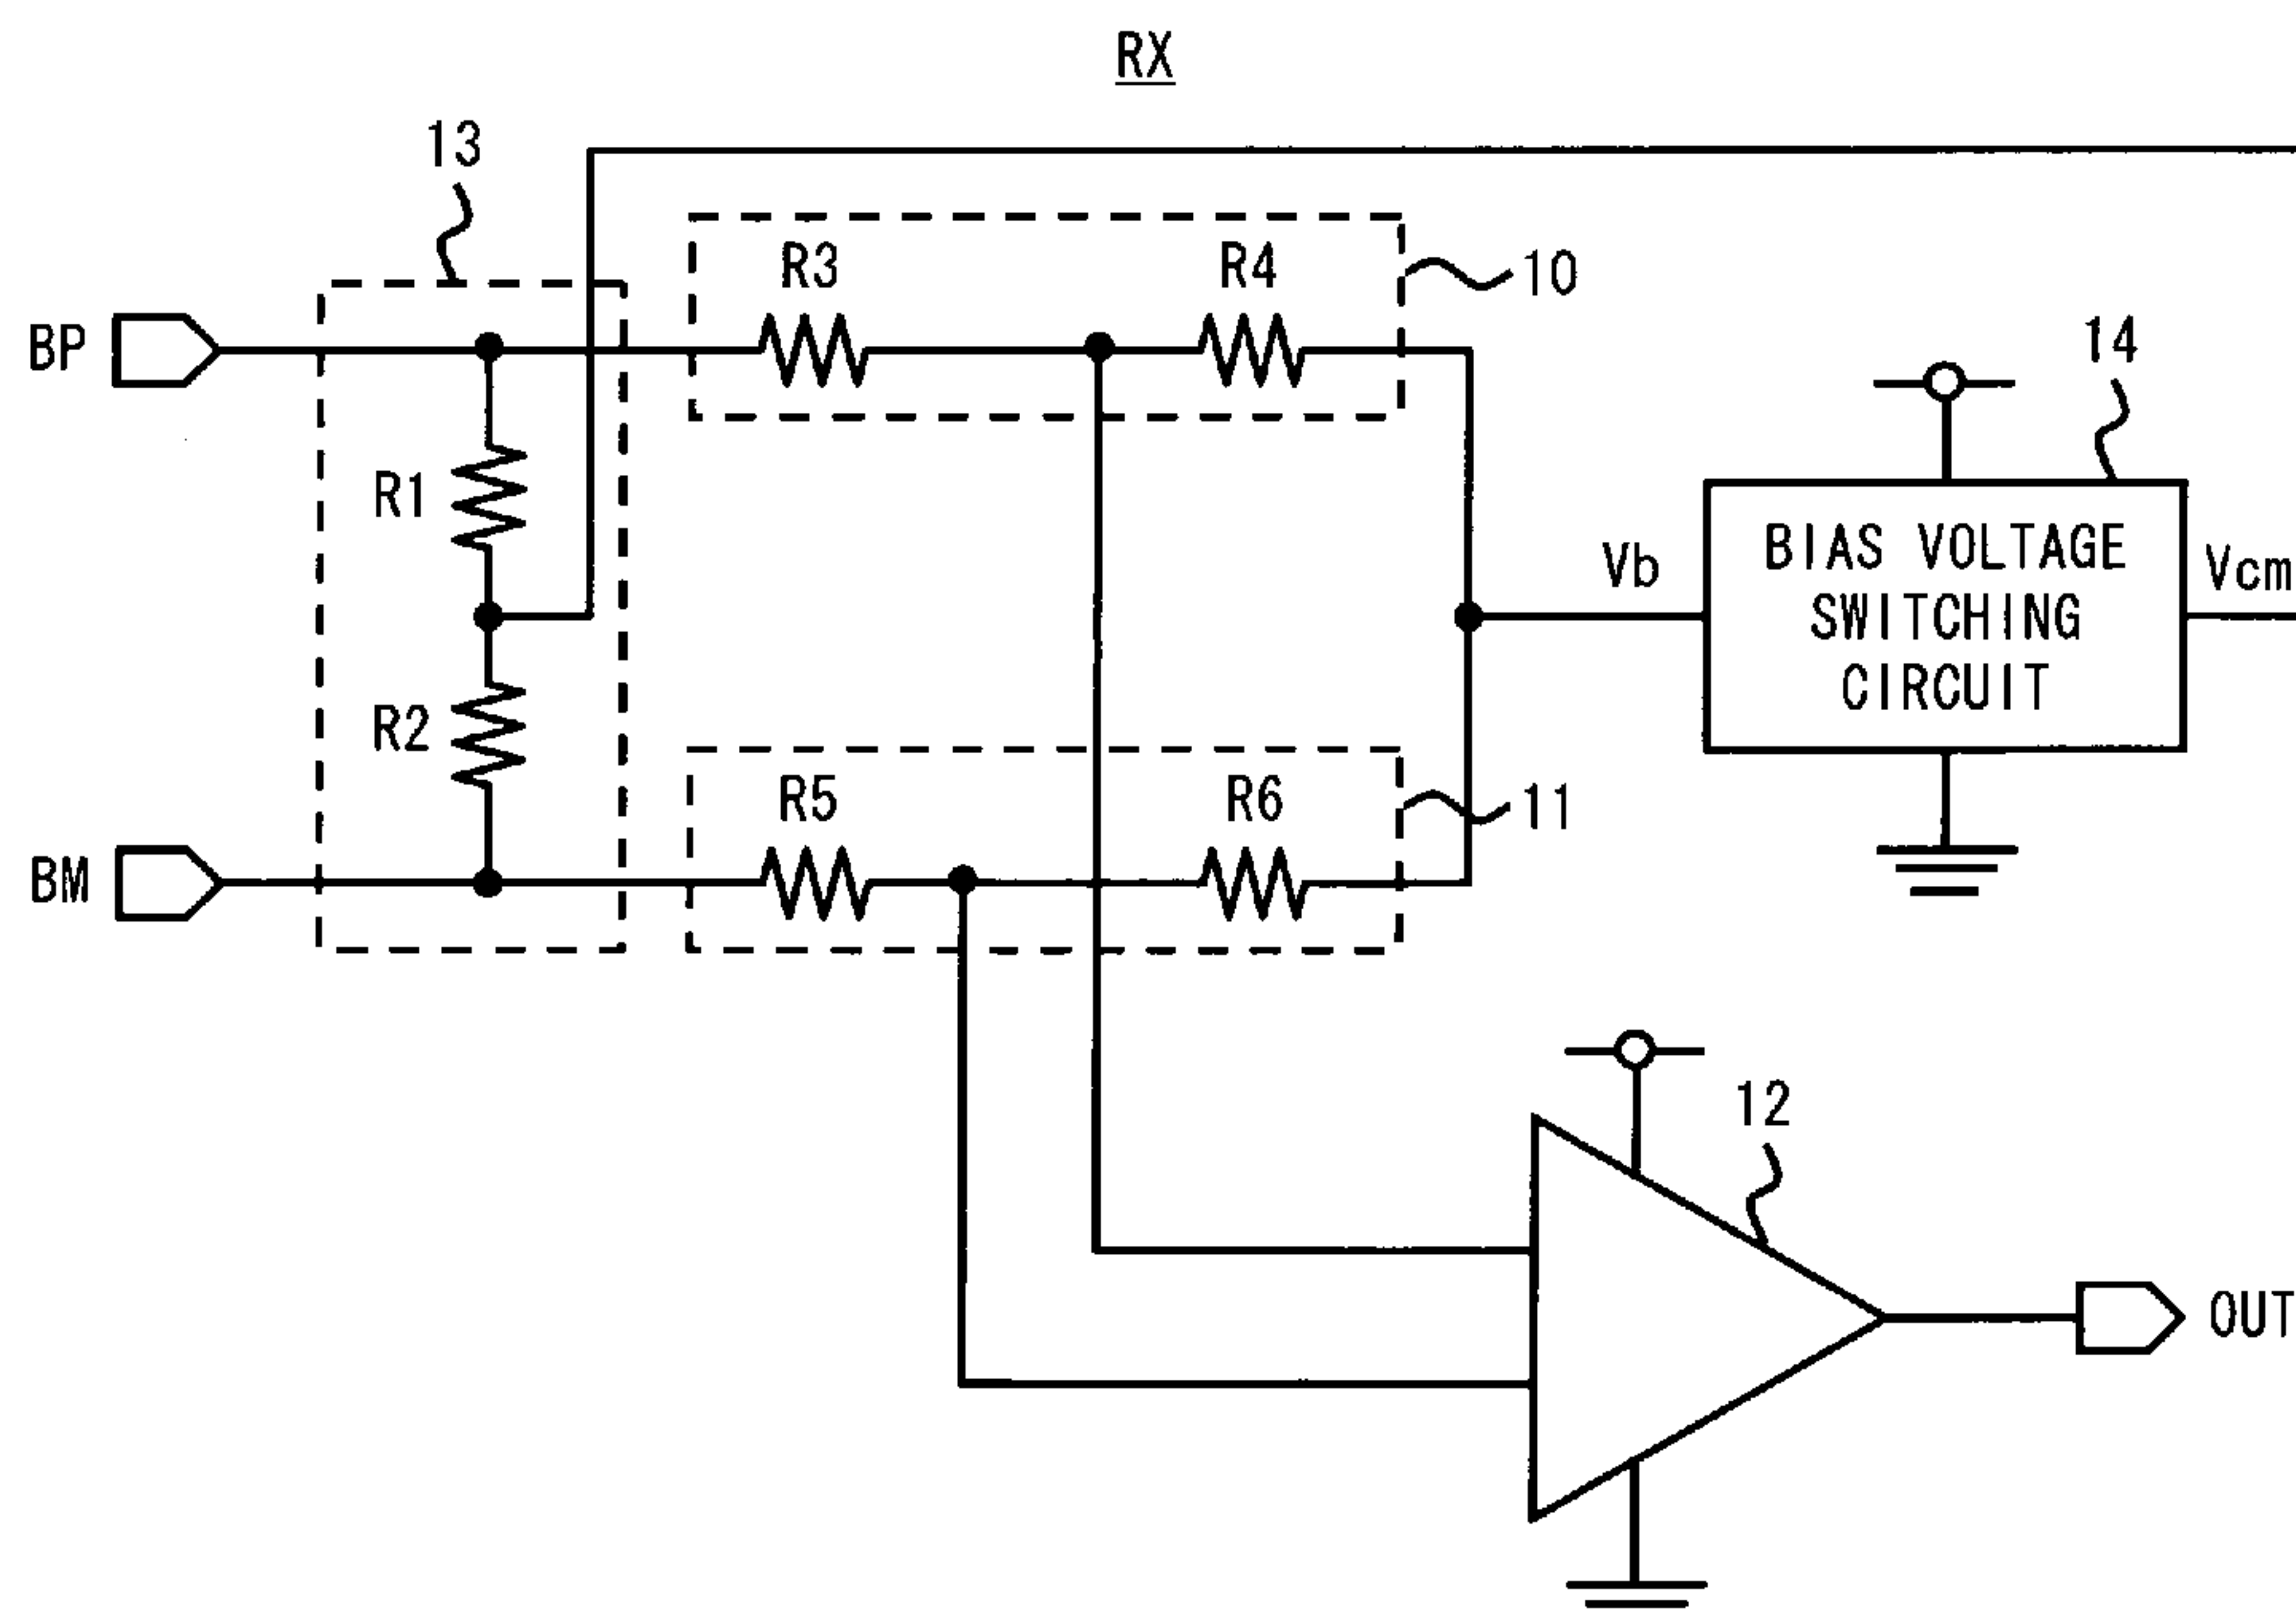 RX
13
R3
R4
10
BP
14
R1
Vb
BIAS VOLTAGE
SWITCHING
CIRCUIT
Vcm
R2
R5
R6
11
BM
12
OUT